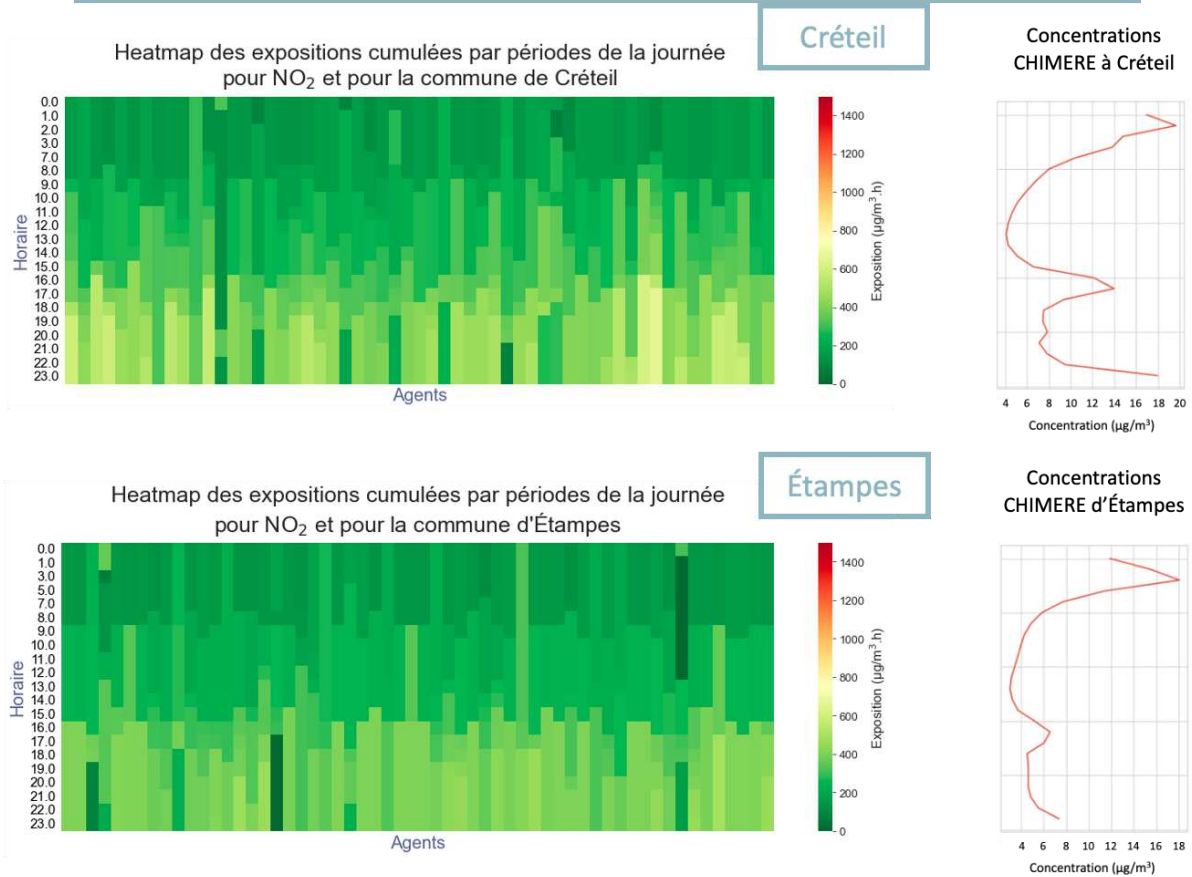 Créteil
Heatmap des expositions cumulées par périodes de la journée
pour NO₂ et pour la commune de Créteil
Concentrations
CHIMERE à Créteil
Horaire
0.0
1.0
2.0
3.0
7.0
8.0
9.0
10.0
11.0
12.0
13.0
14.0
15.0
16.0
17.0
18.0
19.0
20.0
21.0
22.0
23.0
Agents
1400
1200
1000
800
600
400
200
0
Exposition (µg/m³.h)
4 6 8 10 12 14 16 18 20
Concentration (µg/m³)
Étampes
Heatmap des expositions cumulées par périodes de la journée
pour NO₂ et pour la commune d'Étampes
Concentrations
CHIMERE d’Étampes
Horaire
0.0
1.0
3.0
5.0
7.0
8.0
9.0
10.0
11.0
12.0
13.0
14.0
15.0
16.0
17.0
18.0
19.0
20.0
21.0
22.0
23.0
Agents
1400
1200
1000
800
600
400
200
0
Exposition (µg/m³.h)
4 6 8 10 12 14 16 18
Concentration (µg/m³)